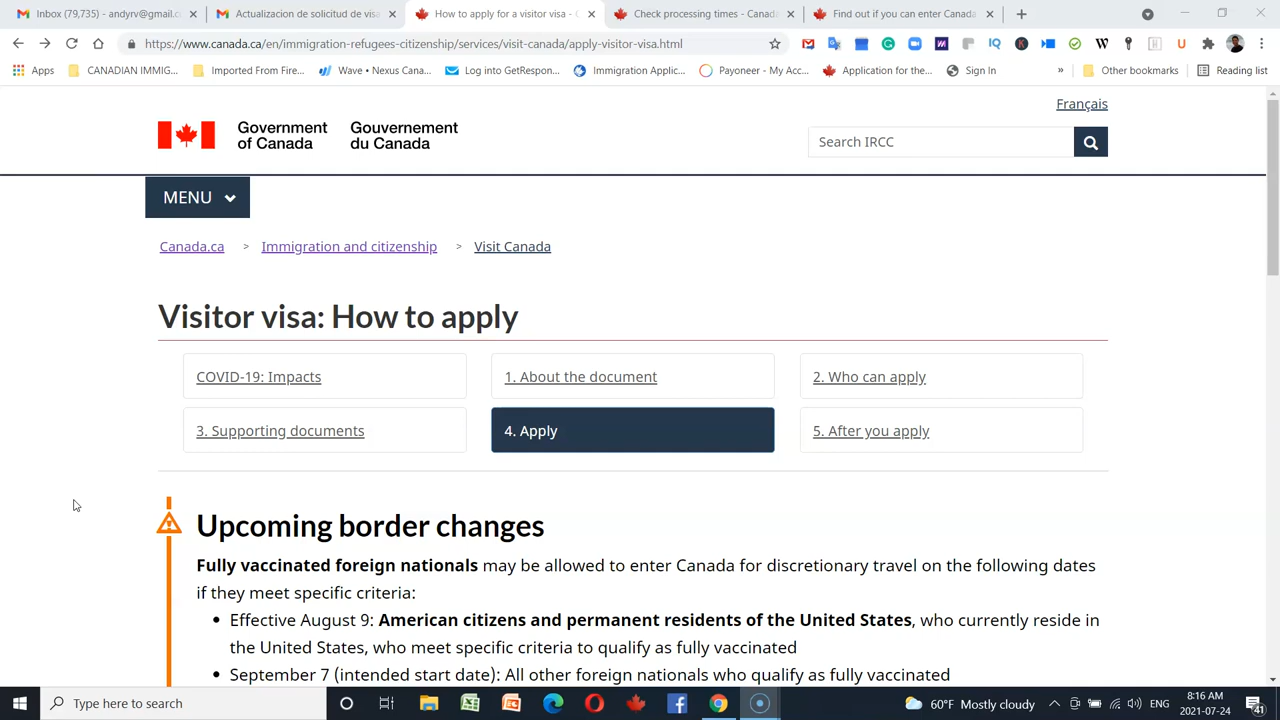 Inbox (79,735) - andyrv@gmail.c
Actualización de solicitud de visa
How to apply for a visitor visa -
Check processing times - Canada
Find out if you can enter Canada
https://www.canada.ca/en/immigration-refugees-citizenship/services/visit-canada/apply-visitor-visa.html
Apps
CANADIAN IMMIG...
Imported From Fire...
Wave • Nexus Cana...
Log into GetRespon...
Immigration Applic...
Payoneer - My Acc...
Application for the...
Sign In
»
Other bookmarks
Reading list
Français
Government of Canada
Gouvernement du Canada
Search IRCC
MENU
Canada.ca > Immigration and citizenship > Visit Canada
Visitor visa: How to apply
COVID-19: Impacts
1. About the document
2. Who can apply
3. Supporting documents
4. Apply
5. After you apply
Upcoming border changes
Fully vaccinated foreign nationals may be allowed to enter Canada for discretionary travel on the following dates
if they meet specific criteria:
• Effective August 9: American citizens and permanent residents of the United States, who currently reside in
the United States, who meet specific criteria to qualify as fully vaccinated
• September 7 (intended start date): All other foreign nationals who qualify as fully vaccinated
Type here to search
60°F Mostly cloudy
ENG
8:16 AM
2021-07-24
41